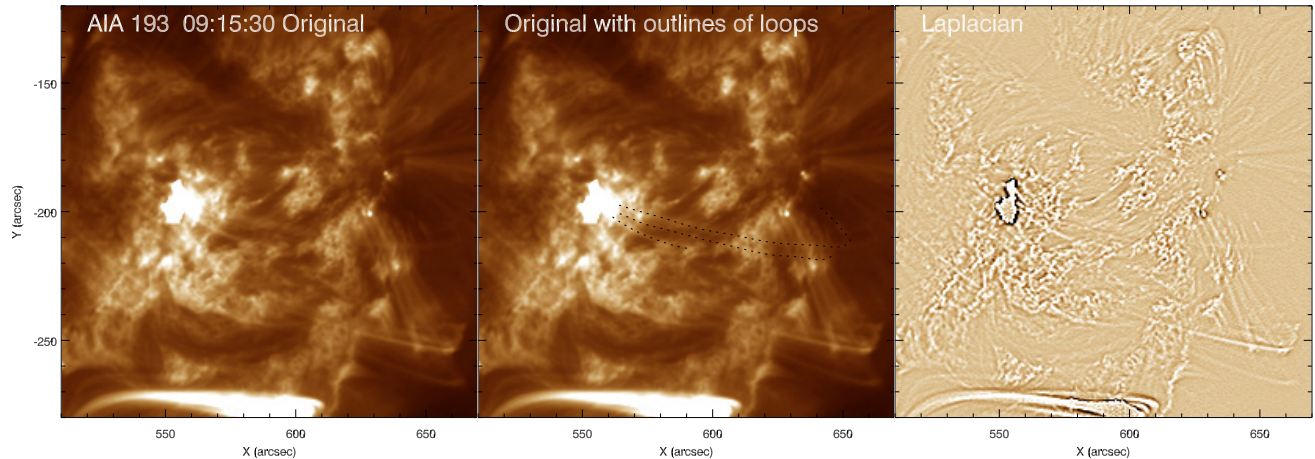 AIA 193 09:15:30 Original
Original with outlines of loops
Laplacian
-150
-200
-250
Y (arcsec)
550
600
650
550
600
650
550
600
650
X (arcsec)
X (arcsec)
X (arcsec)